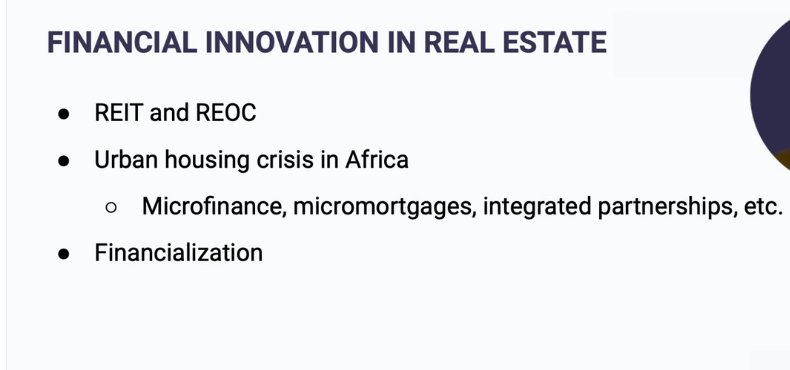 FINANCIAL INNOVATION IN REAL ESTATE
● REIT and REOC
● Urban housing crisis in Africa
○ Microfinance, micromortgages, integrated partnerships, etc.
● Financialization